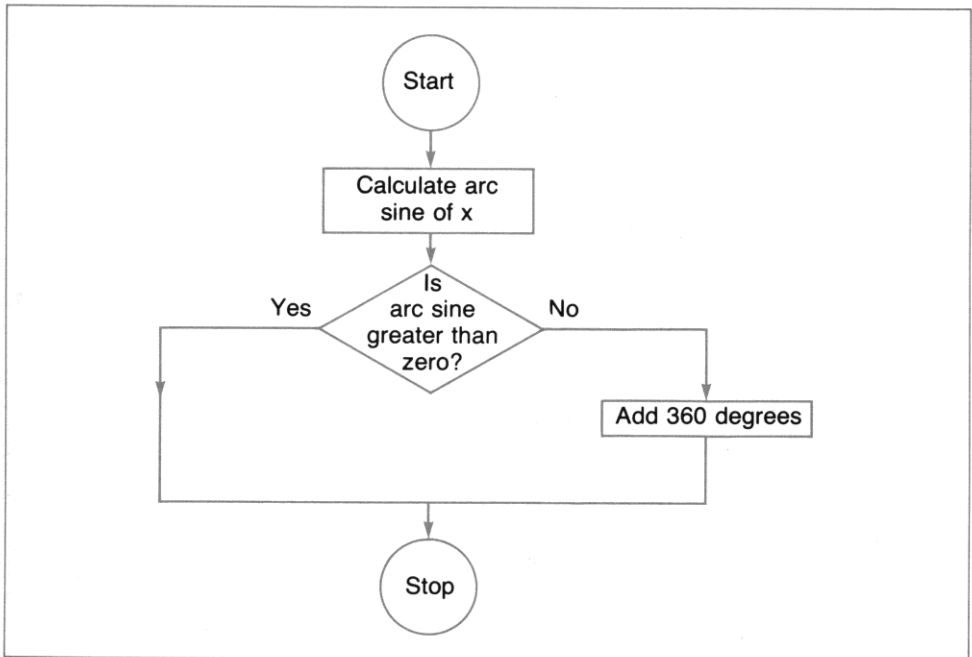 Start
Calculate arc
sine of x
Is
arc sine
greater than
zero?
Yes
No
Add 360 degrees
Stop